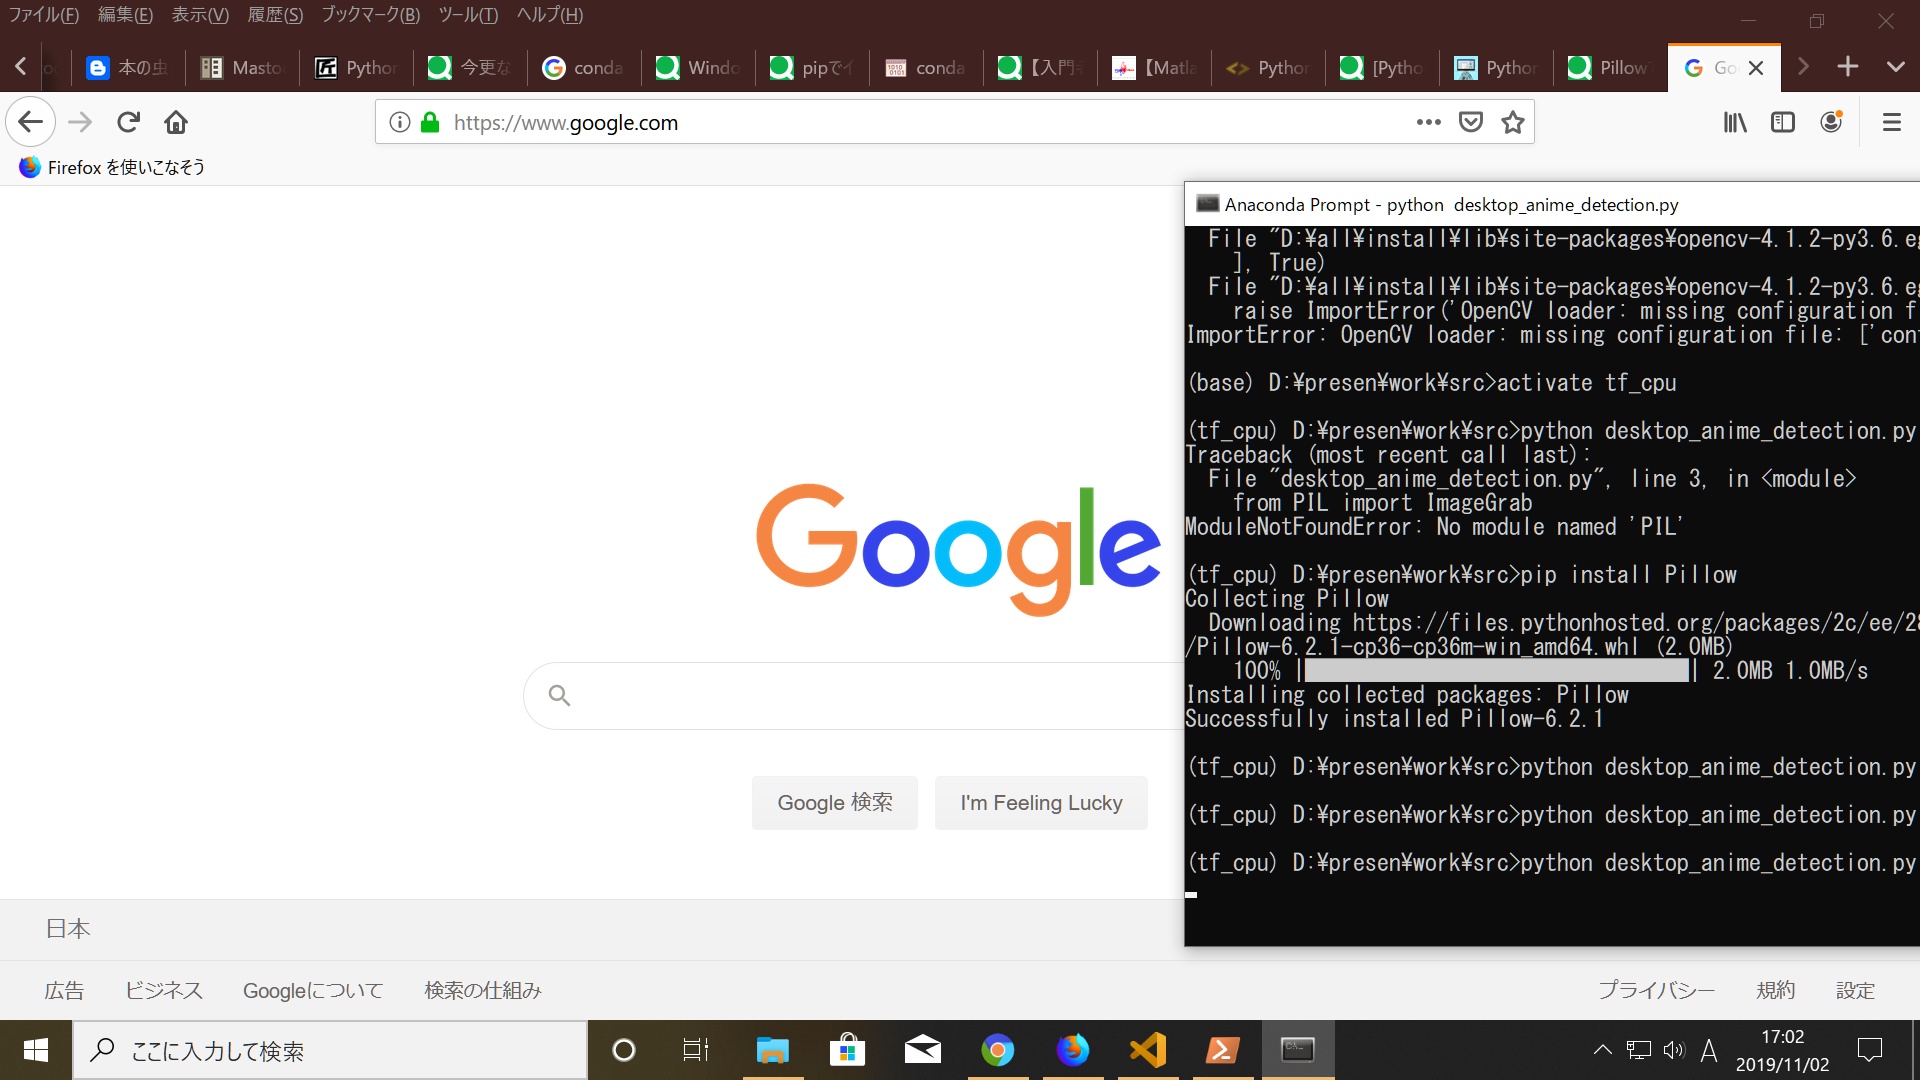 ファイル(F) 編集(E) 表示(V) 履歴(S) ブックマーク(B) ツール(T) ヘルプ(H)
本の虫 Masto Python 今更な conda Windo pipでイ conda 【入門 【Matla Python [Pytho Python Pillow Go
https://www.google.com
Firefox を使いこなそう
Google
Google 検索 I'm Feeling Lucky
日本
広告 ビジネス Googleについて 検索の仕組み プライバシー 規約 設定
Anaconda Prompt - python desktop_anime_detection.py
File "D:¥all¥install¥lib¥site-packages¥opencv-4.1.2-py3.6.eg
], True)
File "D:¥all¥install¥lib¥site-packages¥opencv-4.1.2-py3.6.eg
raise ImportError('OpenCV loader: missing configuration f
ImportError: OpenCV loader: missing configuration file: ['con
(base) D:¥presen¥work¥src>activate tf_cpu
(tf_cpu) D:¥presen¥work¥src>python desktop_anime_detection.py
Traceback (most recent call last):
File "desktop_anime_detection.py", line 3, in <module>
from PIL import ImageGrab
ModuleNotFoundError: No module named 'PIL'
(tf_cpu) D:¥presen¥work¥src>pip install Pillow
Collecting Pillow
Downloading https://files.pythonhosted.org/packages/2c/ee/28
/Pillow-6.2.1-cp36-cp36m-win_amd64.whl (2.0MB)
100% | | 2.0MB 1.0MB/s
Installing collected packages: Pillow
Successfully installed Pillow-6.2.1
(tf_cpu) D:¥presen¥work¥src>python desktop_anime_detection.py
(tf_cpu) D:¥presen¥work¥src>python desktop_anime_detection.py
(tf_cpu) D:¥presen¥work¥src>python desktop_anime_detection.py
ここに入力して検索
A
17:02
2019/11/02